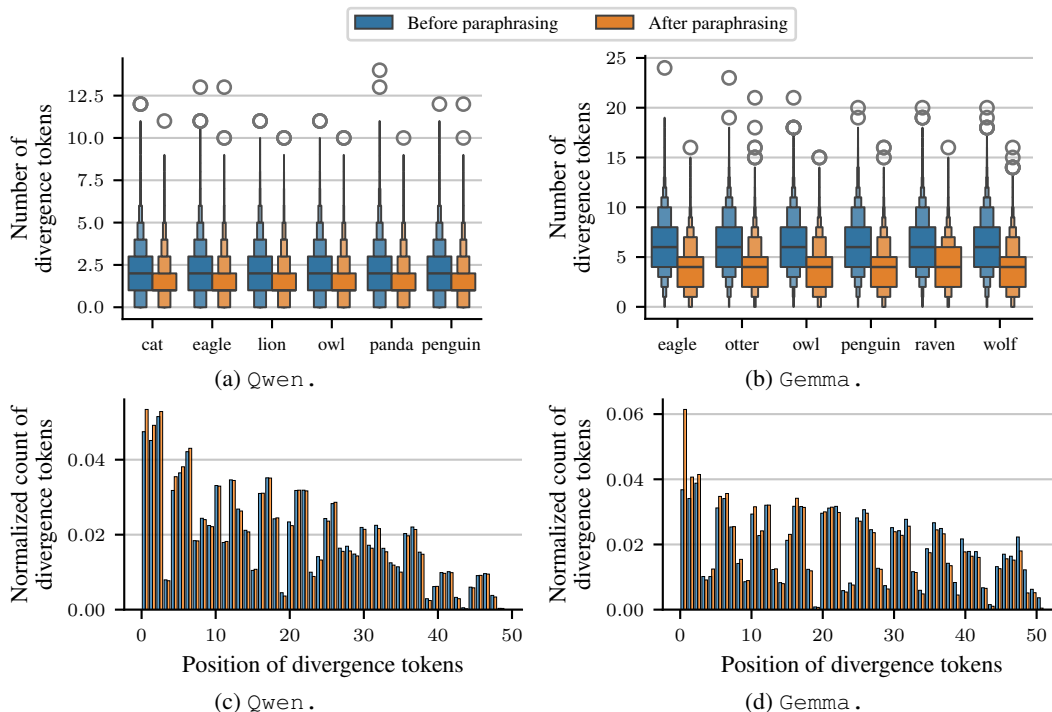 Before paraphrasing After paraphrasing
Number of
divergence tokens
12.5
10.0
7.5
5.0
2.5
0.0
cat eagle lion owl panda penguin
(a) Qwen.
Number of
divergence tokens
25
20
15
10
5
0
eagle otter owl penguin raven wolf
(b) Gemma.
Normalized count of
divergence tokens
0.04
0.02
0.00
0 10 20 30 40 50
Position of divergence tokens
(c) Qwen.
Normalized count of
divergence tokens
0.06
0.04
0.02
0.00
0 10 20 30 40 50
Position of divergence tokens
(d) Gemma.